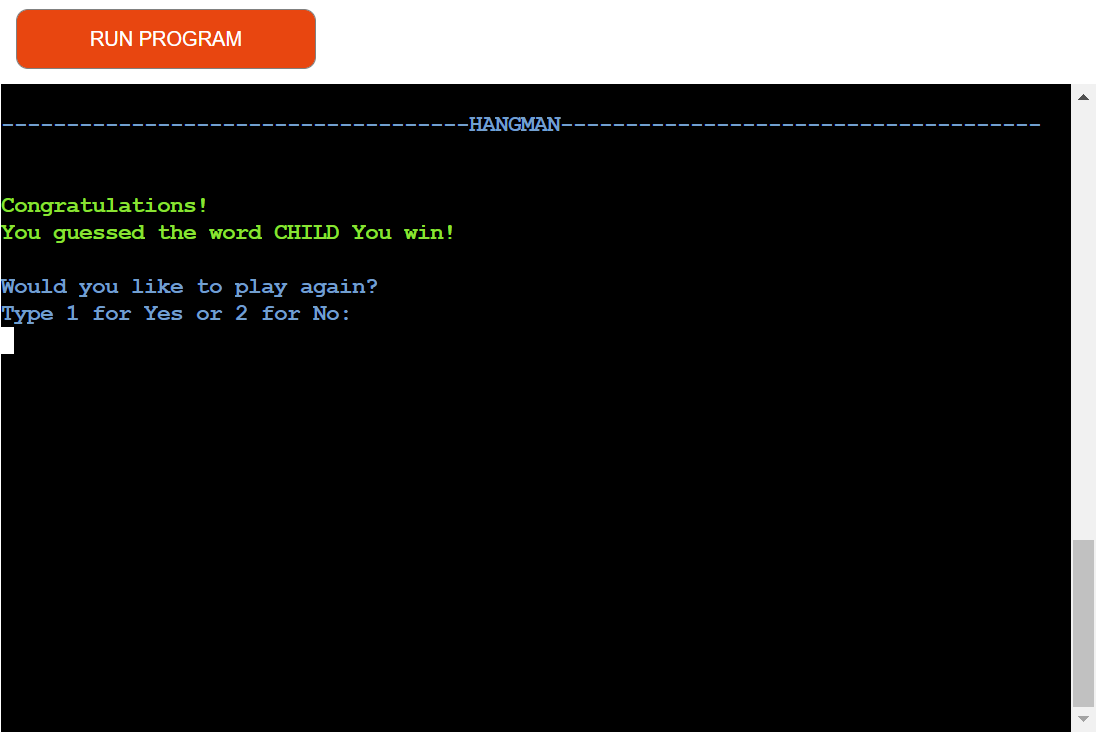 RUN PROGRAM
------------------------------------HANGMAN-------------------------------------
Congratulations!
You guessed the word CHILD You win!
Would you like to play again?
Type 1 for Yes or 2 for No: